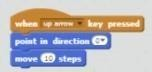 when up arrow key pressed
point in direction 0
move 10 steps